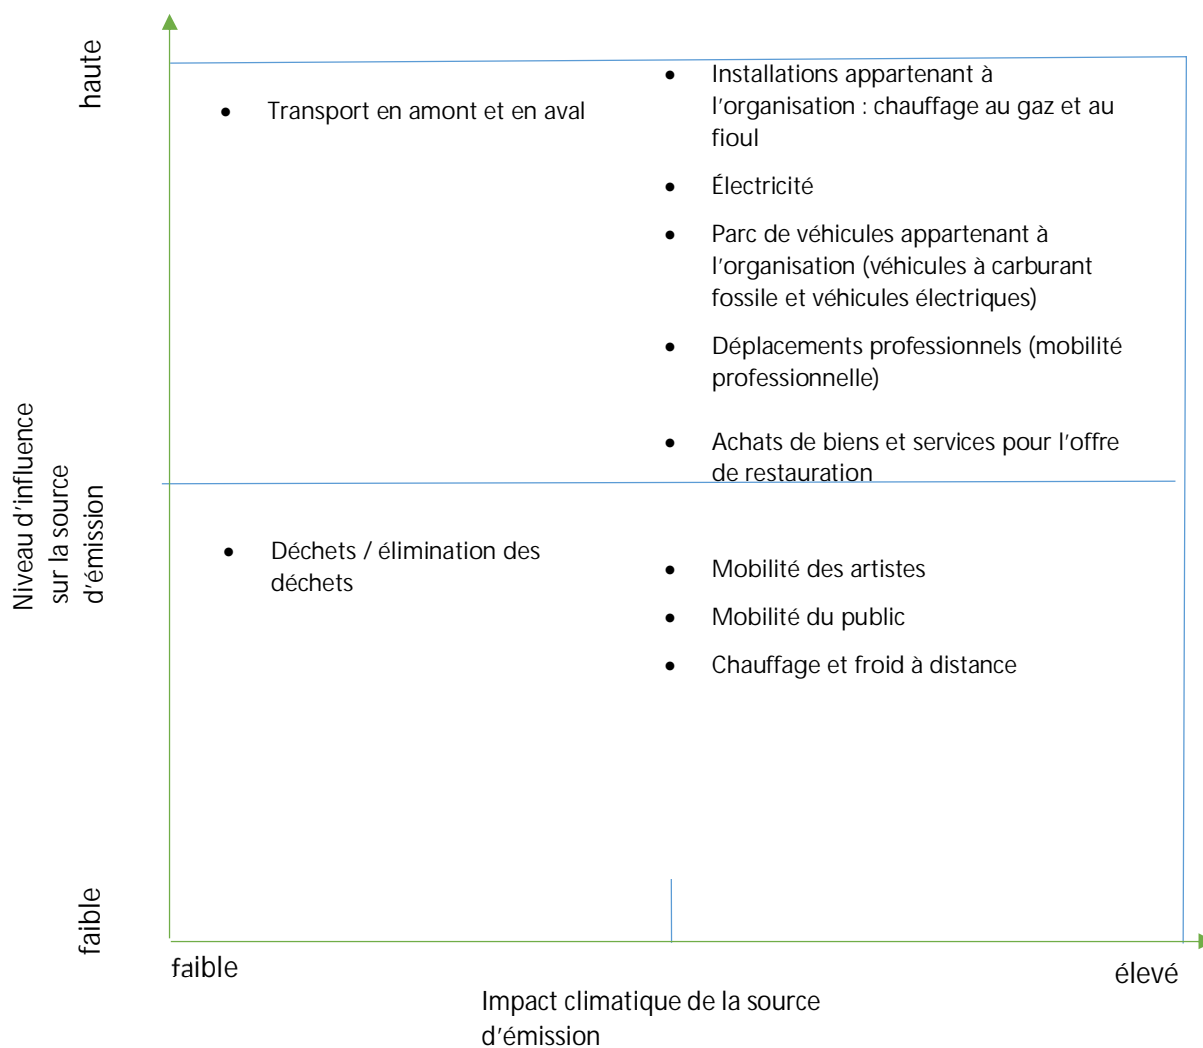 haute
• Transport en amont et en aval
• Installations appartenant à
l'organisation : chauffage au gaz et au
fioul
• Électricité
• Parc de véhicules appartenant à
l'organisation (véhicules à carburant
fossile et véhicules électriques)
• Déplacements professionnels (mobilité
professionnelle)
• Achats de biens et services pour l'offre
de restauration
Niveau d'influence
sur la source
d'émission
• Déchets / élimination des
déchets
• Mobilité des artistes
• Mobilité du public
• Chauffage et froid à distance
faible
faible
élevé
Impact climatique de la source
d'émission